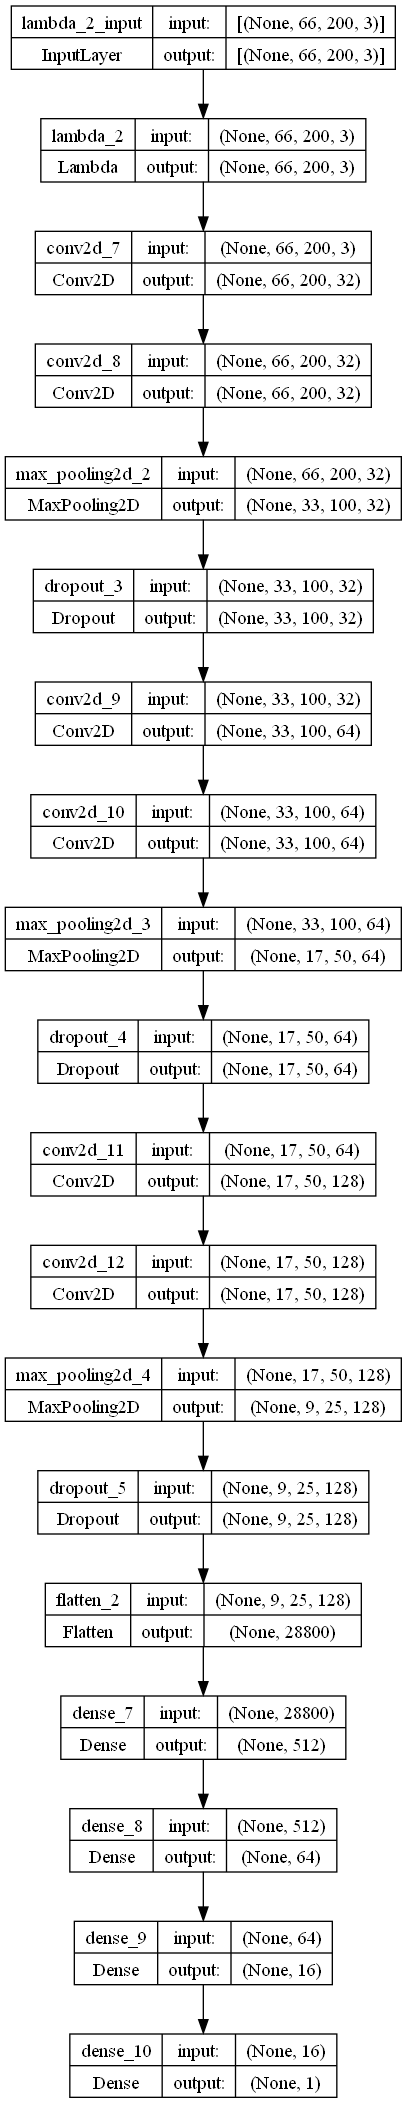 lambda_2_input input: [(None, 66, 200, 3)]
InputLayer output: [(None, 66, 200, 3)]
lambda_2 input: (None, 66, 200, 3)
Lambda output: (None, 66, 200, 3)
conv2d_7 input: (None, 66, 200, 3)
Conv2D output: (None, 66, 200, 32)
conv2d_8 input: (None, 66, 200, 32)
Conv2D output: (None, 66, 200, 32)
max_pooling2d_2 input: (None, 66, 200, 32)
MaxPooling2D output: (None, 33, 100, 32)
dropout_3 input: (None, 33, 100, 32)
Dropout output: (None, 33, 100, 32)
conv2d_9 input: (None, 33, 100, 32)
Conv2D output: (None, 33, 100, 64)
conv2d_10 input: (None, 33, 100, 64)
Conv2D output: (None, 33, 100, 64)
max_pooling2d_3 input: (None, 33, 100, 64)
MaxPooling2D output: (None, 17, 50, 64)
dropout_4 input: (None, 17, 50, 64)
Dropout output: (None, 17, 50, 64)
conv2d_11 input: (None, 17, 50, 64)
Conv2D output: (None, 17, 50, 128)
conv2d_12 input: (None, 17, 50, 128)
Conv2D output: (None, 17, 50, 128)
max_pooling2d_4 input: (None, 17, 50, 128)
MaxPooling2D output: (None, 9, 25, 128)
dropout_5 input: (None, 9, 25, 128)
Dropout output: (None, 9, 25, 128)
flatten_2 input: (None, 9, 25, 128)
Flatten output: (None, 28800)
dense_7 input: (None, 28800)
Dense output: (None, 512)
dense_8 input: (None, 512)
Dense output: (None, 64)
dense_9 input: (None, 64)
Dense output: (None, 16)
dense_10 input: (None, 16)
Dense output: (None, 1)